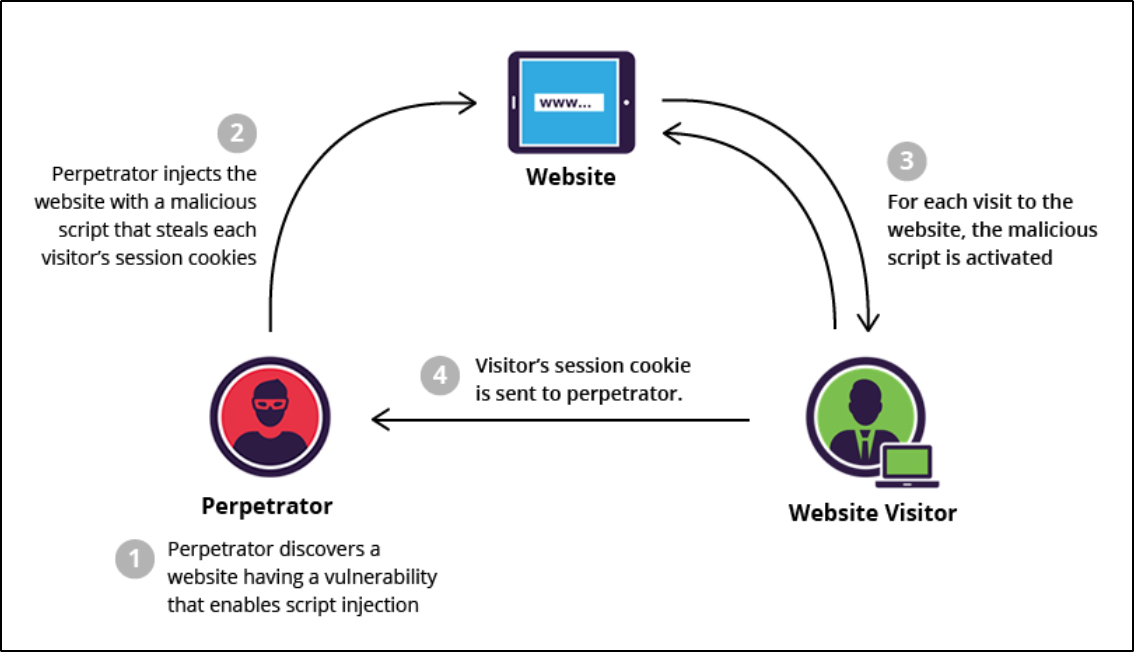 www...
Website
2
Perpetrator injects the
website with a malicious
script that steals each
visitor's session cookies
3
For each visit to the
website, the malicious
script is activated
4
Visitor's session cookie
is sent to perpetrator.
Perpetrator
Website Visitor
1
Perpetrator discovers a
website having a vulnerability
that enables script injection